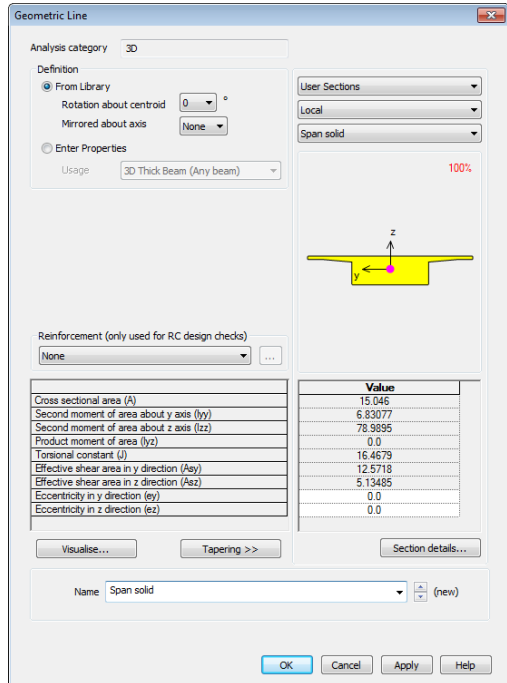 Geometric Line
Analysis category 3D
Definition
From Library
Rotation about centroid 0 °
Mirrored about axis None
Enter Properties
Usage 3D Thick Beam (Any beam)
User Sections
Local
Span solid
100%
z
y
Reinforcement (only used for RC design checks)
None ...
Value
Cross sectional area (A) 15.046
Second moment of area about y axis (Iyy) 6.83077
Second moment of area about z axis (Izz) 78.9895
Product moment of area (Iyz) 0.0
Torsional constant (J) 16.4679
Effective shear area in y direction (Asy) 12.5718
Effective shear area in z direction (Asz) 5.13485
Eccentricity in y direction (ey) 0.0
Eccentricity in z direction (ez) 0.0
Visualise... Tapering >> Section details...
Name Span solid (new)
OK Cancel Apply Help